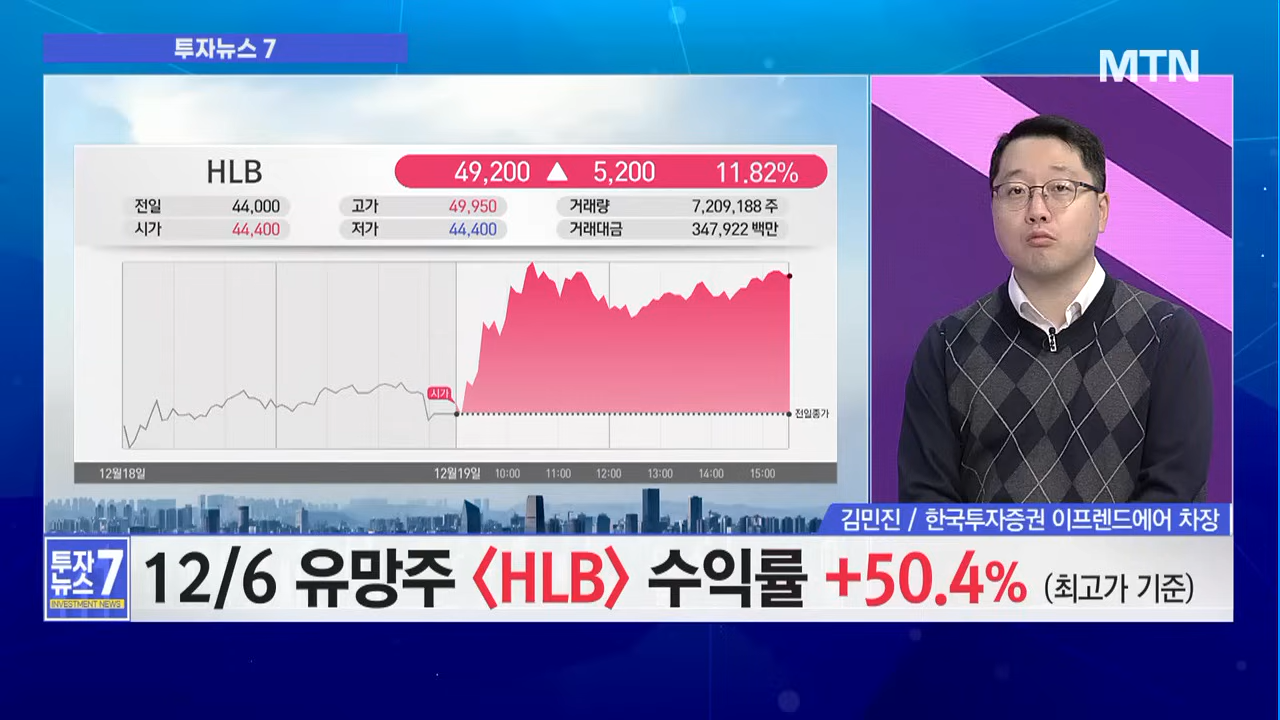 투자뉴스 7
MTN
HLB
49,200 ▲ 5,200 11.82%
전일 44,000 고가 49,950 거래량 7,209,188 주
시가 44,400 저가 44,400 거래대금 347,922 백만
시가
전일종가
12월18일 12월19일 10:00 11:00 12:00 13:00 14:00 15:00
김민진 / 한국투자증권 이프렌드에어 차장
투자
뉴스 7
INVESTMENT NEWS
12/6 유망주 〈HLB〉 수익률 +50.4% (최고가 기준)